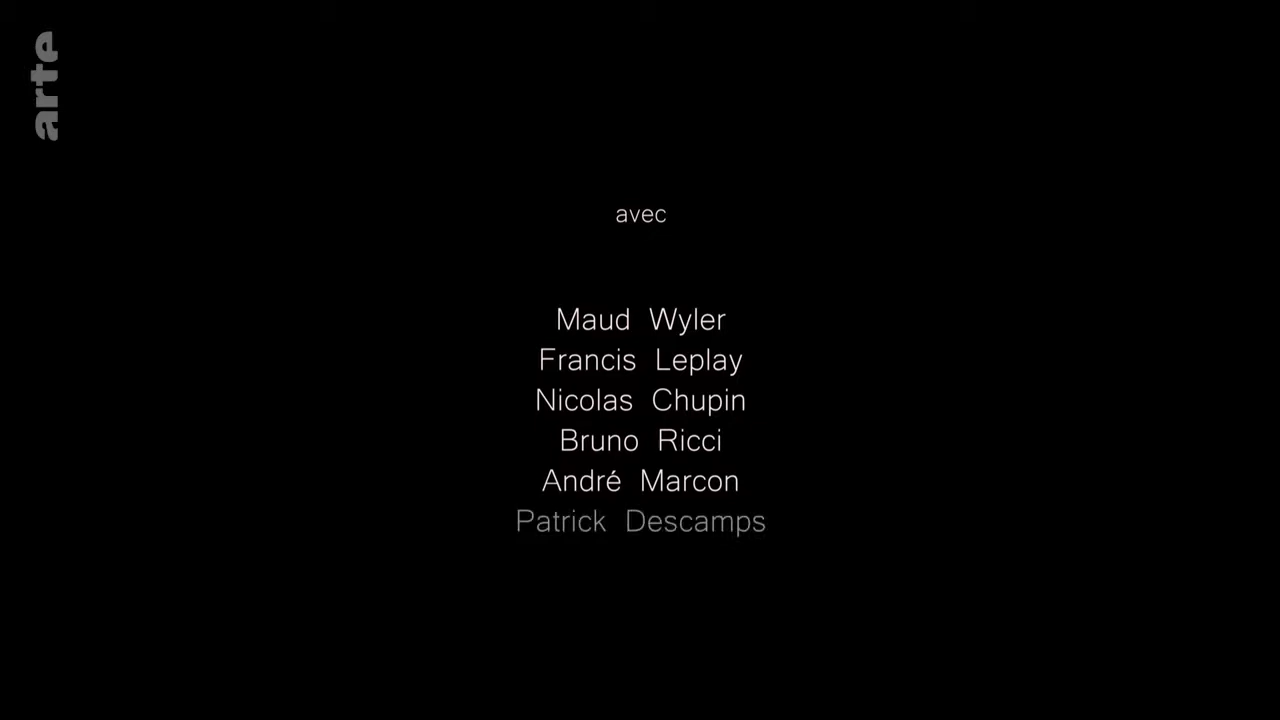 arte
avec
Maud Wyler
Francis Leplay
Nicolas Chupin
Bruno Ricci
André Marcon
Patrick Descamps